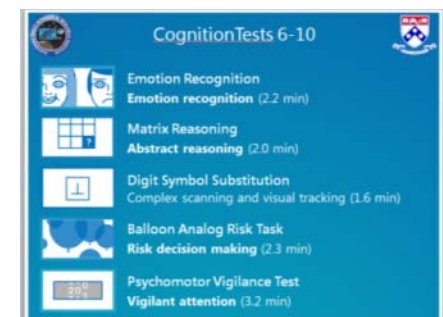 CognitionTests 6-10
Emotion Recognition
Emotion recognition (2.2 min)
Matrix Reasoning
Abstract reasoning (2.0 min)
?
Digit Symbol Substitution
Complex scanning and visual tracking (1.6 min)
Balloon Analog Risk Task
Risk decision making (2.3 min)
Psychomotor Vigilance Test
Vigilant attention (3.2 min)